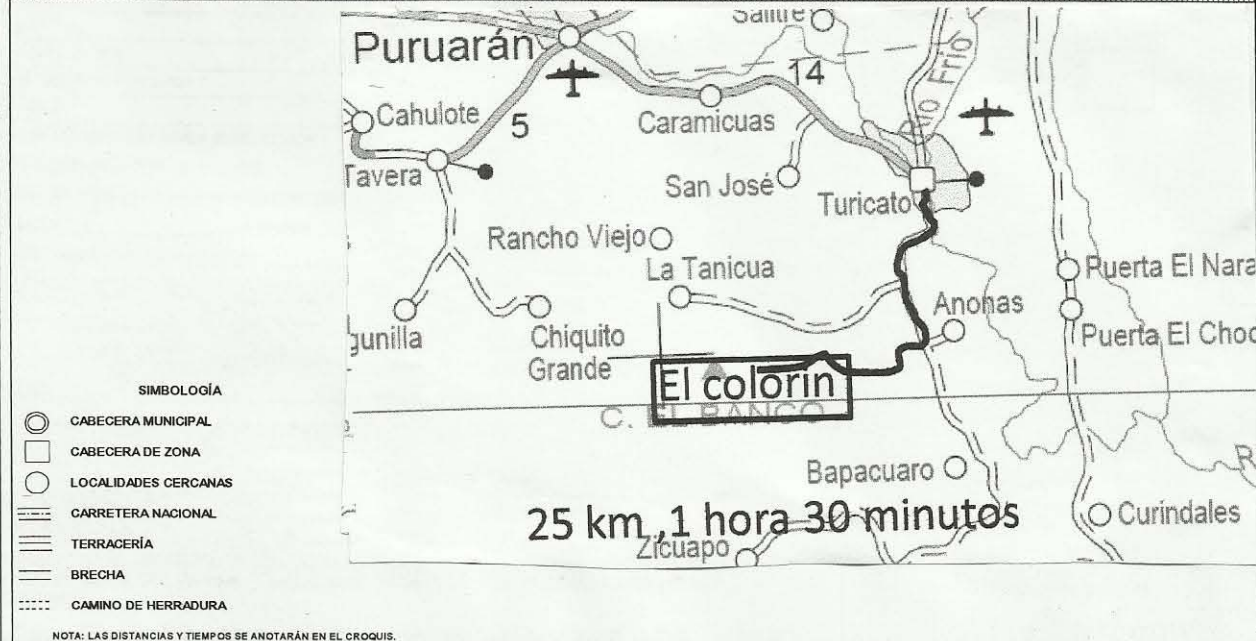 Salitre
Puruarán
14
Río Frío
Cahulote
5
Caramicuas
Tavera
San José
Turicato
Rancho Viejo
La Tanicua
Puerta El Nara
Anonas
gunilla
Chiquito
Grande
Puerta El Choc
El colorin
C. EL BANCO
R
Bapacuaro
25 km ,1 hora 30 minutos
Curíndales
Zicuapo
SIMBOLOGÍA
CABECERA MUNICIPAL
CABECERA DE ZONA
LOCALIDADES CERCANAS
CARRETERA NACIONAL
TERRACERÍA
BRECHA
CAMINO DE HERRADURA
NOTA: LAS DISTANCIAS Y TIEMPOS SE ANOTARÁN EN EL CROQUIS.